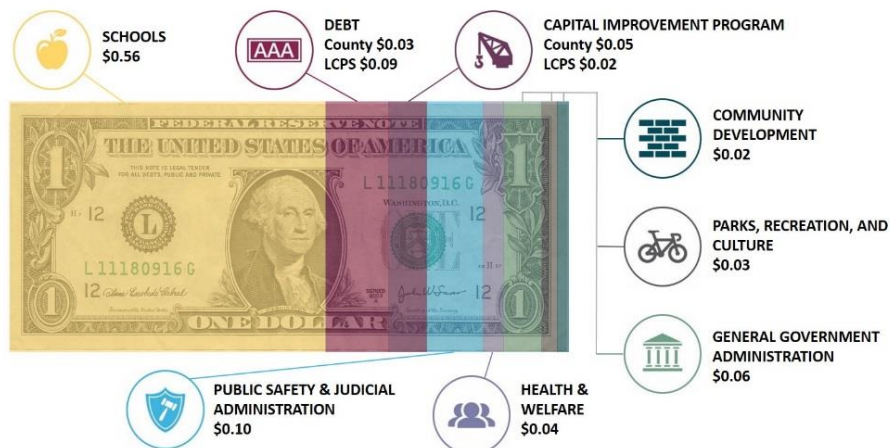 SCHOOLS
$0.56
AAA
DEBT
County $0.03
LCPS $0.09
CAPITAL IMPROVEMENT PROGRAM
County $0.05
LCPS $0.02
FEDERAL RESERVE NOTE
THE UNITED STATES OF AMERICA
THIS NOTE IS LEGAL TENDER
FOR ALL DEBTS, PUBLIC AND PRIVATE
L 11180916 G
WASHINGTON, D.C.
12
12
L
L 11180916 G
12
12
1
1
1
1
ONE DOLLAR
COMMUNITY
DEVELOPMENT
$0.02
PARKS, RECREATION, AND
CULTURE
$0.03
GENERAL GOVERNMENT
ADMINISTRATION
$0.06
PUBLIC SAFETY & JUDICIAL
ADMINISTRATION
$0.10
HEALTH &
WELFARE
$0.04